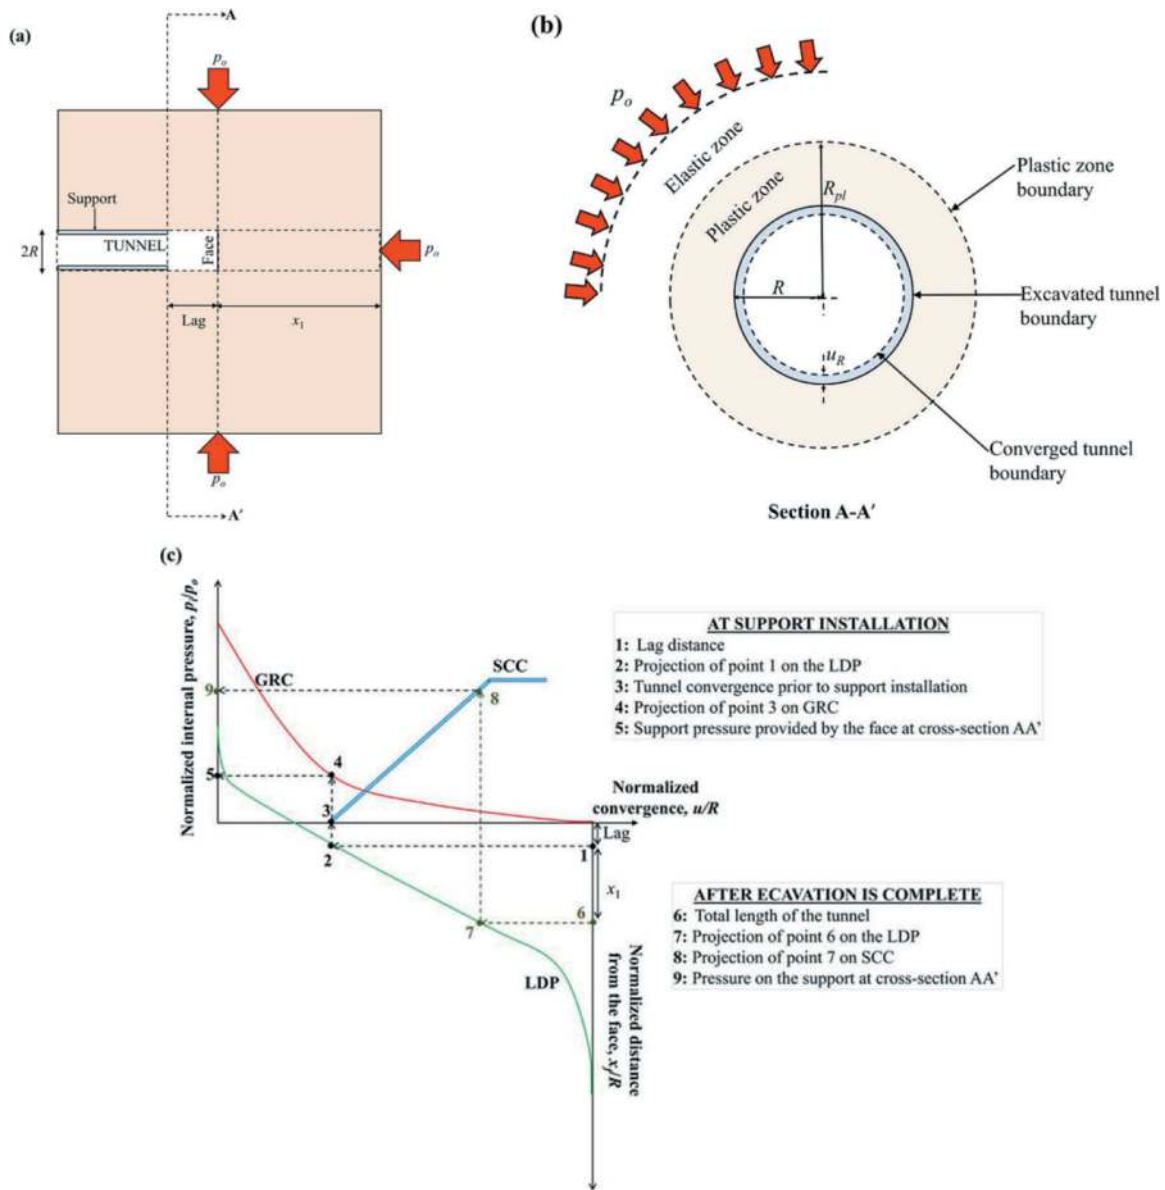 (a)
A
p_o
Support
2R
TUNNEL
Face
p_o
Lag
x_1
p_o
A'
(b)
p_o
Elastic zone
Plastic zone
R_pl
R
u_R
Plastic zone
boundary
Excavated tunnel
boundary
Converged tunnel
boundary
Section A-A'
(c)
Normalized internal pressure, p_i/p_o
GRC
SCC
9
8
5
4
3
2
1
Normalized
convergence, u/R
Lag
x_1
6
7
LDP
Normalized distance
from the face, x_f/R
AT SUPPORT INSTALLATION
1: Lag distance
2: Projection of point 1 on the LDP
3: Tunnel convergence prior to support installation
4: Projection of point 3 on GRC
5: Support pressure provided by the face at cross-section AA'
AFTER ECAVATION IS COMPLETE
6: Total length of the tunnel
7: Projection of point 6 on the LDP
8: Projection of point 7 on SCC
9: Pressure on the support at cross-section AA'